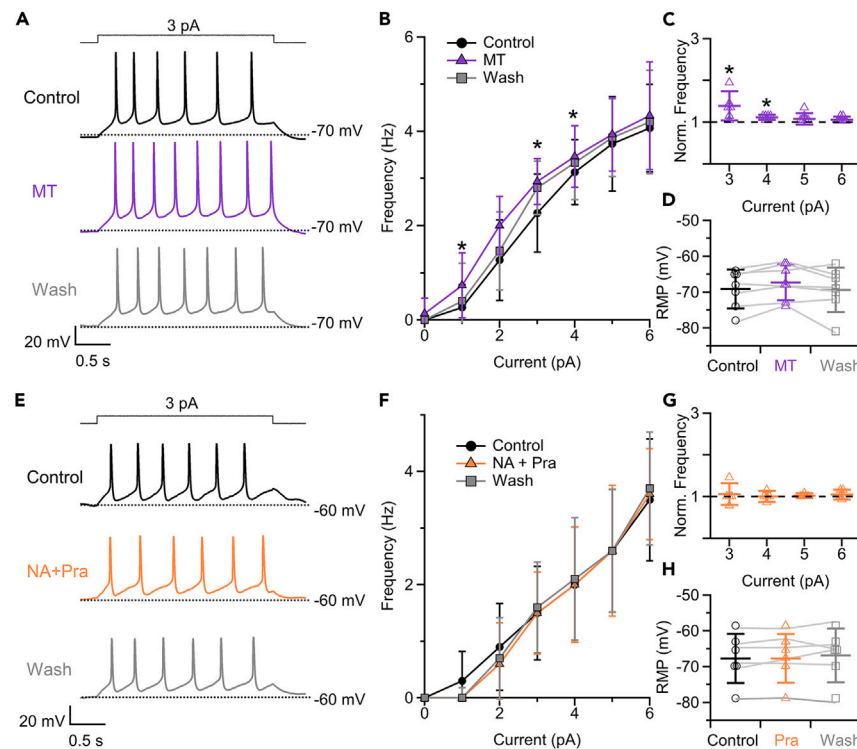 A
3 pA
Control
-70 mV
MT
-70 mV
Wash
-70 mV
20 mV
0.5 s
B
Frequency (Hz)
6
4
2
0
Control
MT
Wash
*
*
*
0
2
4
6
Current (pA)
C
Norm. Frequency
3
2
1
0
*
*
3
4
5
6
Current (pA)
D
RMP (mV)
-50
-60
-70
-80
Control
MT
Wash
E
3 pA
Control
-60 mV
NA+Pra
-60 mV
Wash
-60 mV
20 mV
0.5 s
F
Frequency (Hz)
4
2
0
Control
NA + Pra
Wash
0
2
4
6
Current (pA)
G
Norm. Frequency
3
1
0
3
4
5
6
Current (pA)
H
RMP (mV)
-50
-60
-70
-80
Control
Pra
Wash